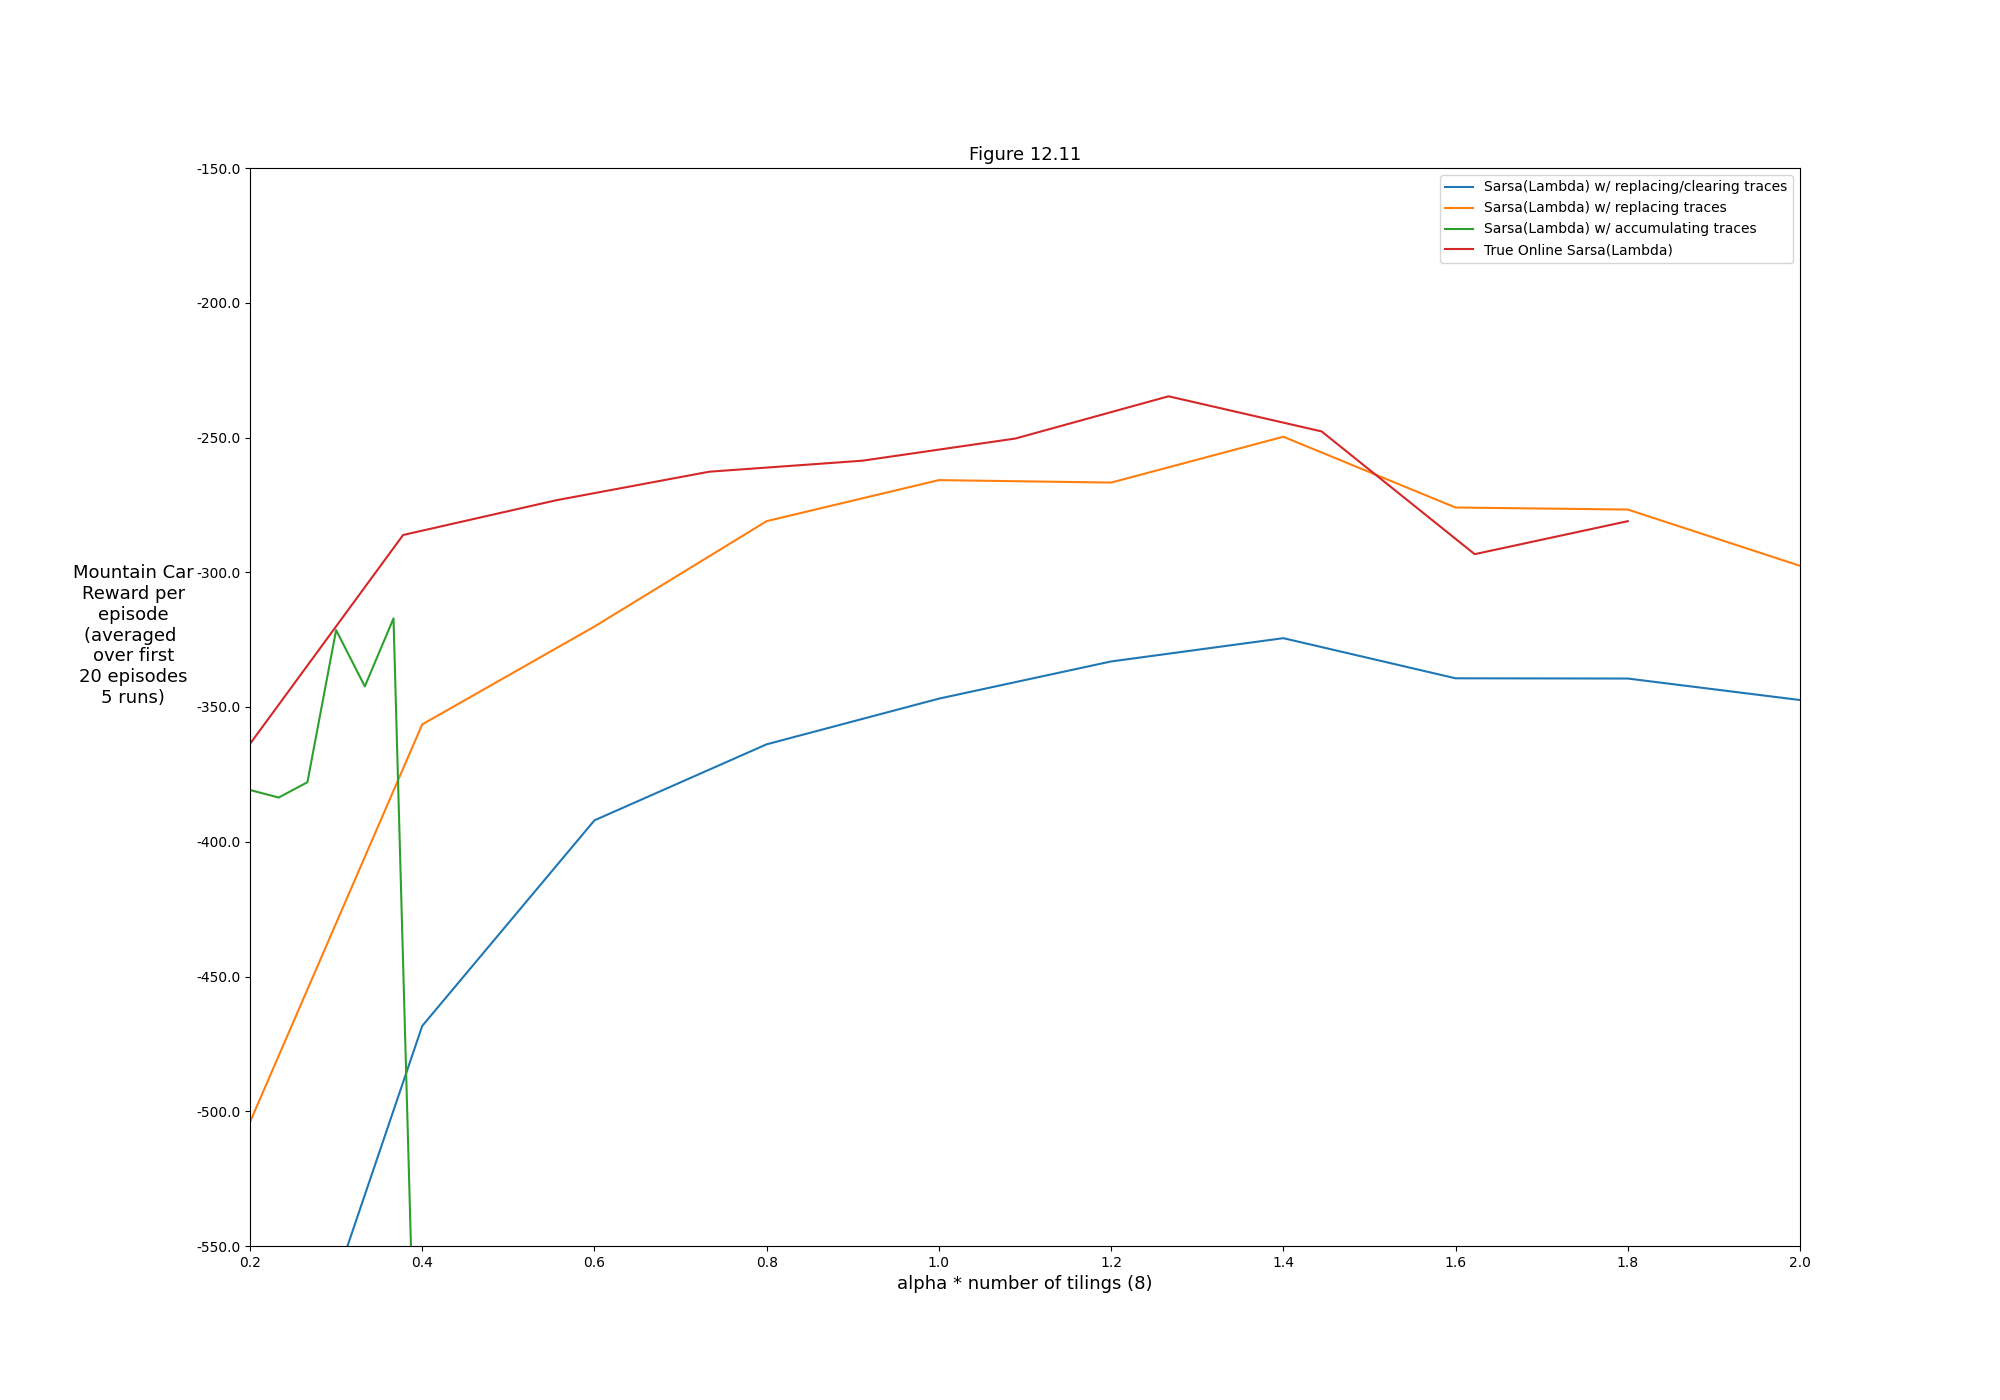 Figure 12.11
-150.0
-200.0
-250.0
-300.0
-350.0
-400.0
-450.0
-500.0
-550.0
Mountain Car
Reward per
episode
(averaged
over first
20 episodes
5 runs)
Sarsa(Lambda) w/ replacing/clearing traces
Sarsa(Lambda) w/ replacing traces
Sarsa(Lambda) w/ accumulating traces
True Online Sarsa(Lambda)
0.2 0.4 0.6 0.8 1.0 1.2 1.4 1.6 1.8 2.0
alpha * number of tilings (8)